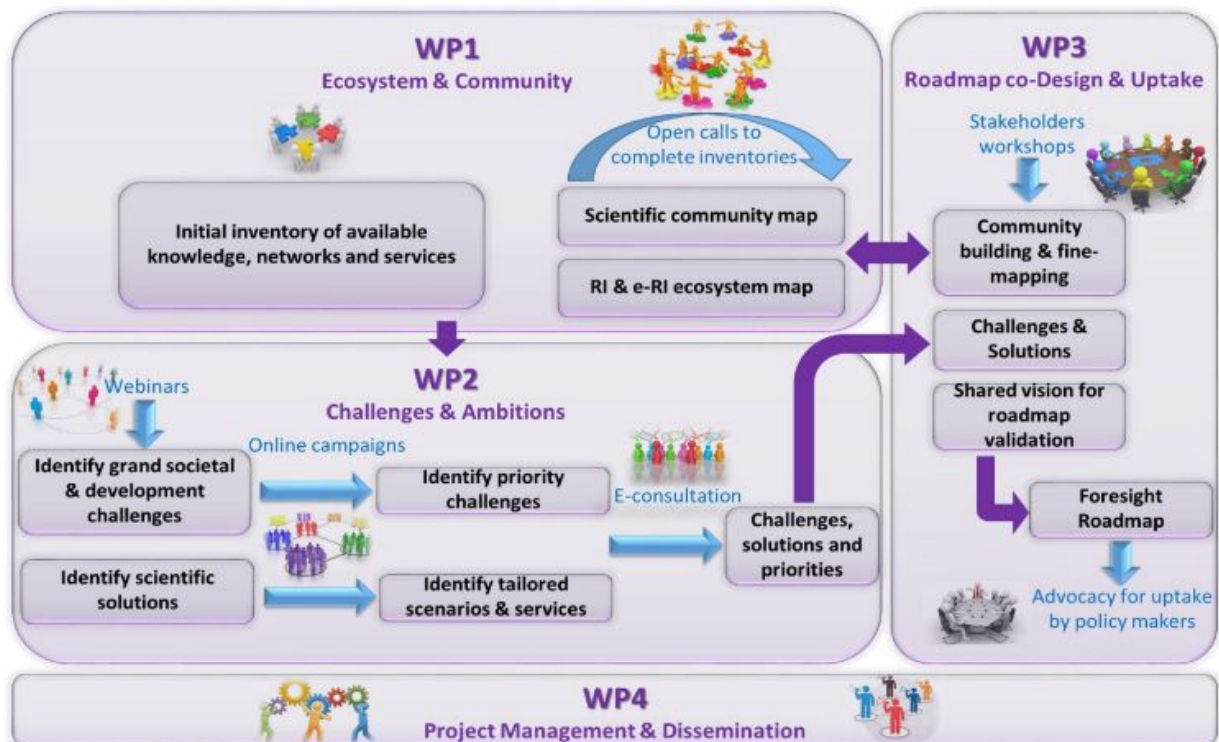 WP1
Ecosystem & Community
Open calls to
complete inventories
Initial inventory of available
knowledge, networks and services
Scientific community map
RI & e-RI ecosystem map
WP2
Challenges & Ambitions
Webinars
Online campaigns
Identify grand societal
& development
challenges
Identify priority
challenges
E-consultation
Identify scientific
solutions
Identify tailored
scenarios & services
Challenges,
solutions and
priorities
WP3
Roadmap co-Design & Uptake
Stakeholders
workshops
Community
building & fine-
mapping
Challenges &
Solutions
Shared vision for
roadmap
validation
Foresight
Roadmap
Advocacy for uptake
by policy makers
WP4
Project Management & Dissemination